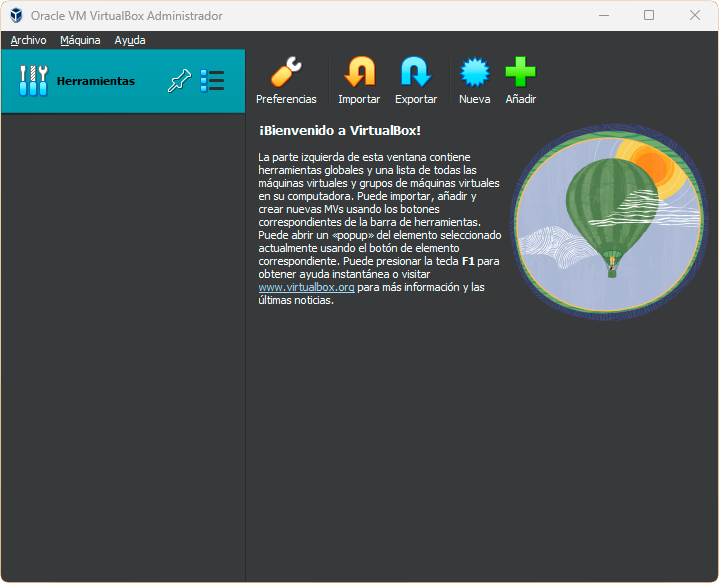 Oracle VM VirtualBox Administrador
Archivo Máquina Ayuda
Herramientas
Preferencias Importar Exportar Nueva Añadir
¡Bienvenido a VirtualBox!
La parte izquierda de esta ventana contiene
herramientas globales y una lista de todas las
máquinas virtuales y grupos de máquinas virtuales
en su computadora. Puede importar, añadir y
crear nuevas MVs usando los botones
correspondientes de la barra de herramientas.
Puede abrir un «popup» del elemento seleccionado
actualmente usando el botón de elemento
correspondiente. Puede presionar la tecla F1 para
obtener ayuda instantánea o visitar
www.virtualbox.org para más información y las
últimas noticias.